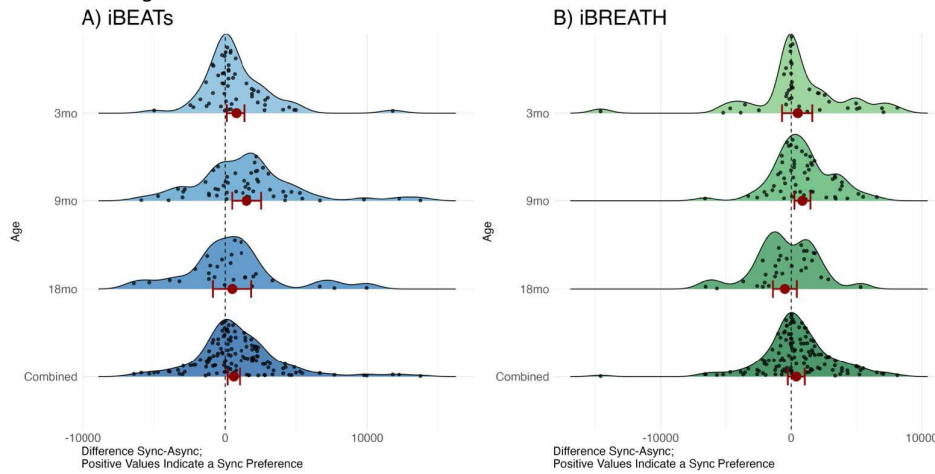 A) iBEATs
3mo
9mo
18mo
Combined
Age
-10000 0 10000
Difference Sync-Async;
Positive Values Indicate a Sync Preference
B) iBREATH
3mo
9mo
18mo
Combined
Age
-10000 0 10000
Difference Sync-Async;
Positive Values Indicate a Sync Preference